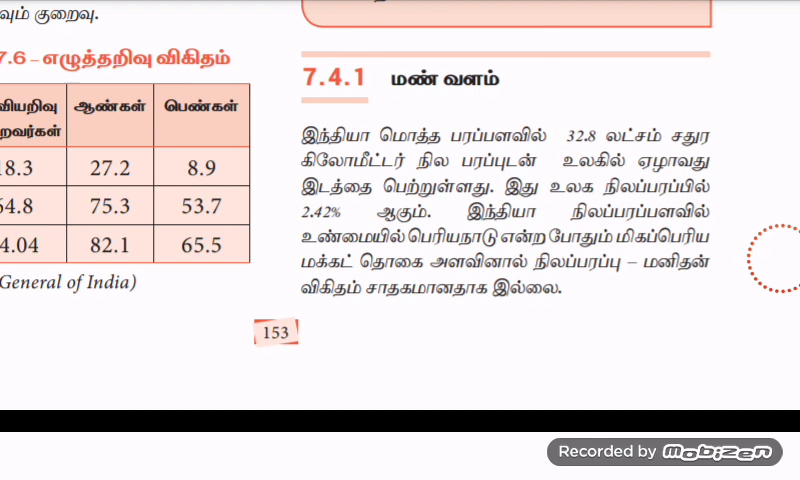 வும் குறைவு.
7.6 – எழுத்தறிவு விகிதம்
ஆண்கள் பெண்கள்
18.3 27.2 8.9
64.8 75.3 53.7
4.04 82.1 65.5
General of India)
7.4.1 மண் வளம்
இந்தியா மொத்த பரப்பளவில் 32.8 லட்சம் சதுர
கிலோமீட்டர் நில பரப்புடன் உலகில் ஏழாவது
இடத்தை பெற்றுள்ளது. இது உலக நிலப்பரப்பில்
2.42% ஆகும். இந்தியா நிலப்பரப்பளவில்
உண்மையில் பெரியநாடு என்ற போதும் மிகப்பெரிய
மக்கட் தொகை அளவினால் நிலப்பரப்பு – மனிதன்
விகிதம் சாதகமானதாக இல்லை.
153
Recorded by mobizen